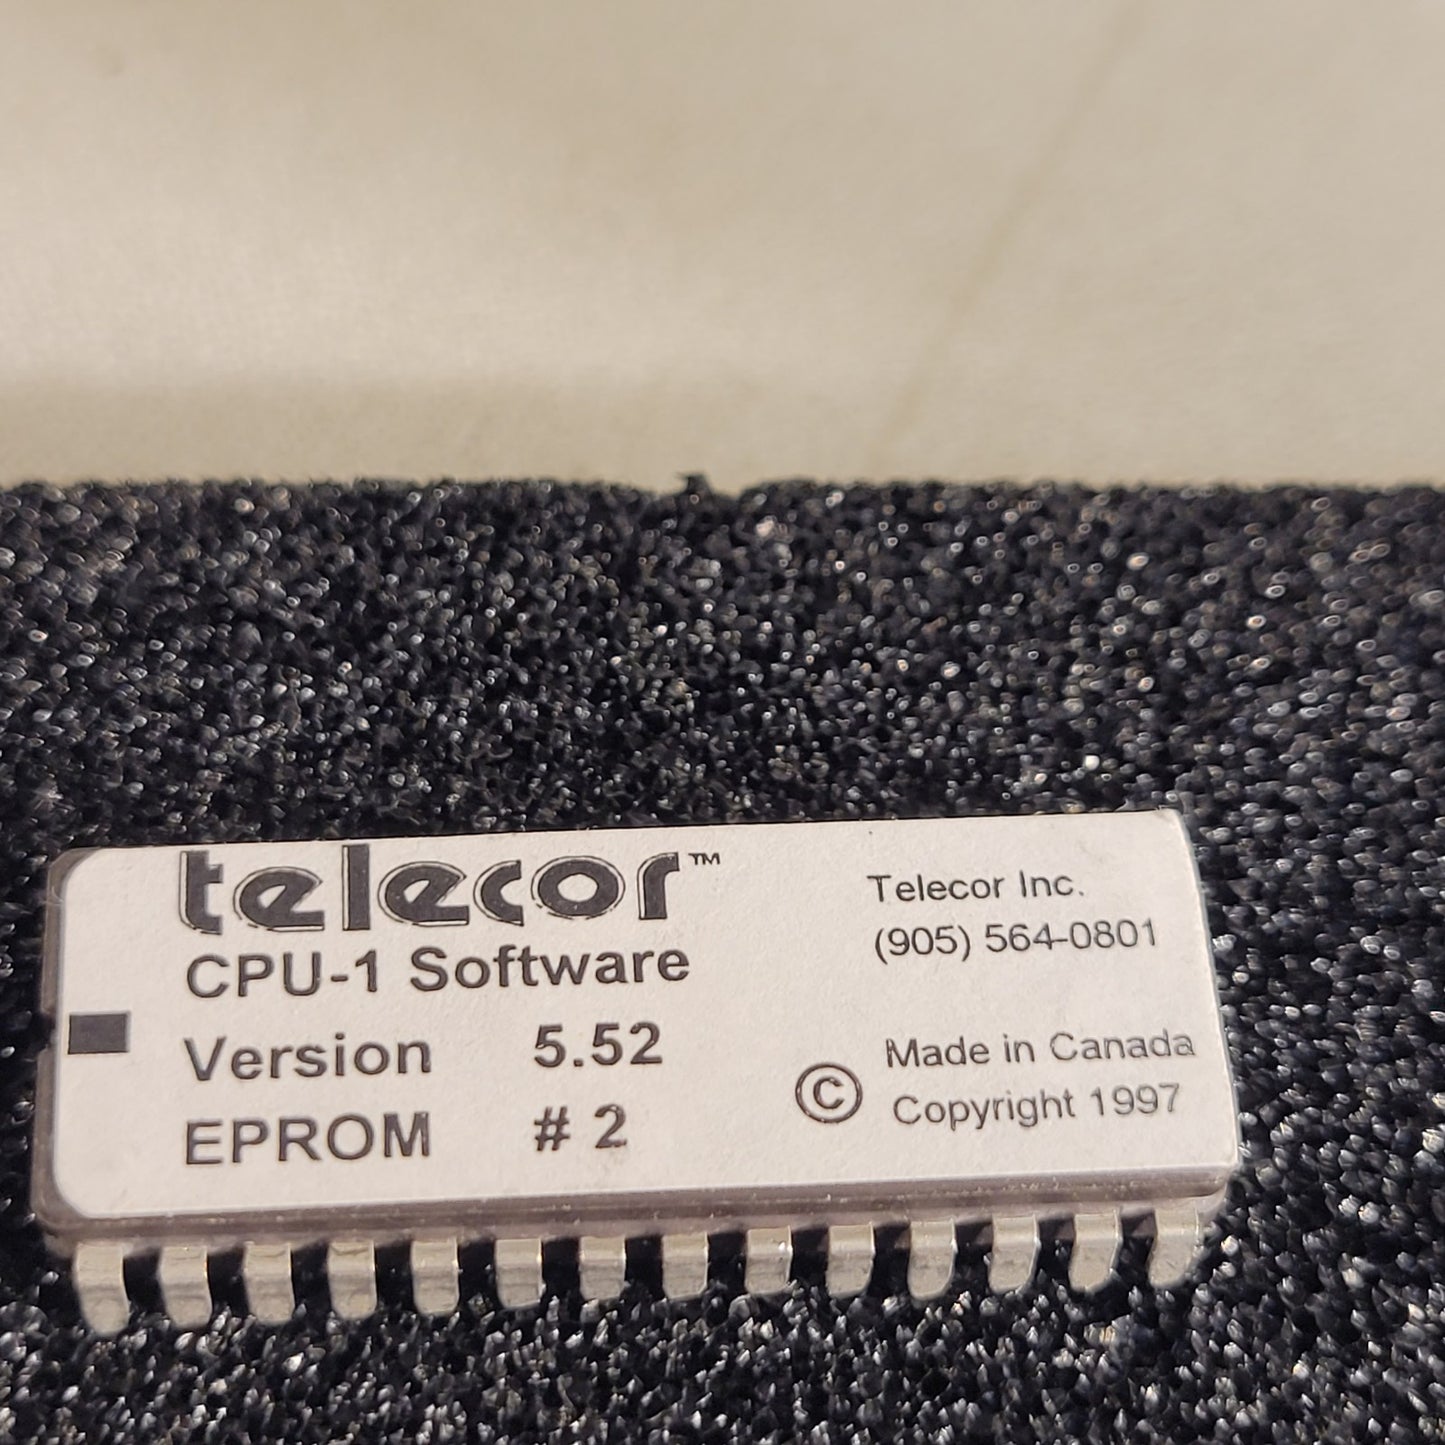 telecor™
CPU-1 Software
Version 5.52
EPROM # 2
Telecor Inc.
(905) 564-0801
Made in Canada
© Copyright 1997